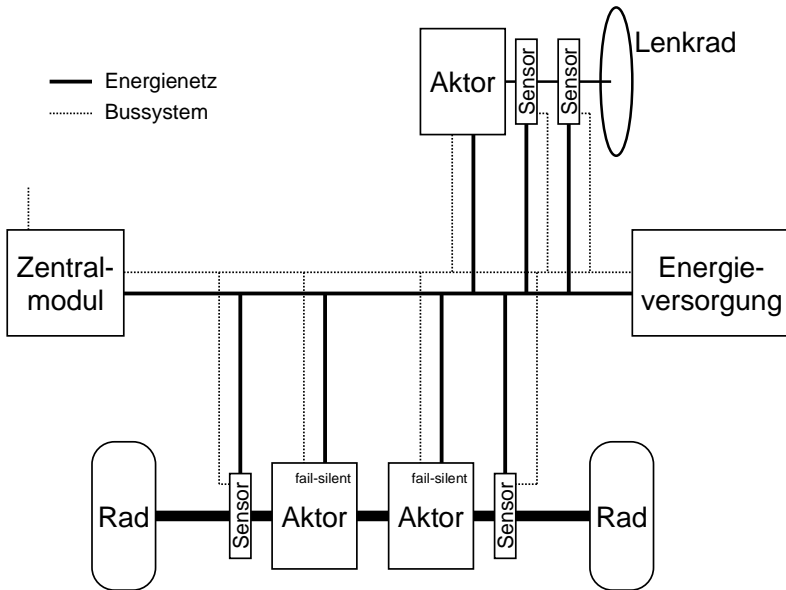 Lenkrad
Aktor
Sensor
Sensor
Energienetz
Bussystem
Zentral-
modul
Energie-
versorgung
Rad
Sensor
fail-silent
Aktor
fail-silent
Aktor
Sensor
Rad